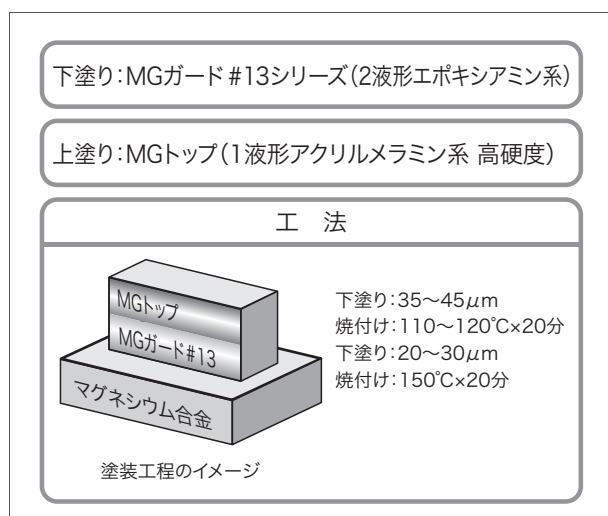 下塗り:MGガード#13シリーズ(2液形エポキシアミン系)
上塗り:MGトップ(1液形アクリルメラミン系 高硬度)
工 法
MGトップ
MGガード#13
マグネシウム合金
塗装工程のイメージ
下塗り:35~45μm
焼付け:110~120℃×20分
下塗り:20~30μm
焼付け:150℃×20分